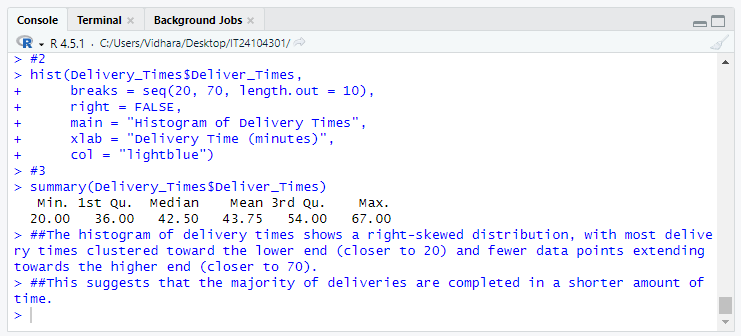 Console Terminal × Background Jobs ×
R R 4.5.1 · C:/Users/Vidhara/Desktop/IT24104301/
> #2
> hist(Delivery_Times$Deliver_Times,
+      breaks = seq(20, 70, length.out = 10),
+      right = FALSE,
+      main = "Histogram of Delivery Times",
+      xlab = "Delivery Time (minutes)",
+      col = "lightblue")
> #3
> summary(Delivery_Times$Deliver_Times)
   Min. 1st Qu.  Median    Mean 3rd Qu.    Max.
  20.00   36.00   42.50   43.75   54.00   67.00
> ##The histogram of delivery times shows a right-skewed distribution, with most delive
ry times clustered toward the lower end (closer to 20) and fewer data points extending
towards the higher end (closer to 70).
> ##This suggests that the majority of deliveries are completed in a shorter amount of
time.
>